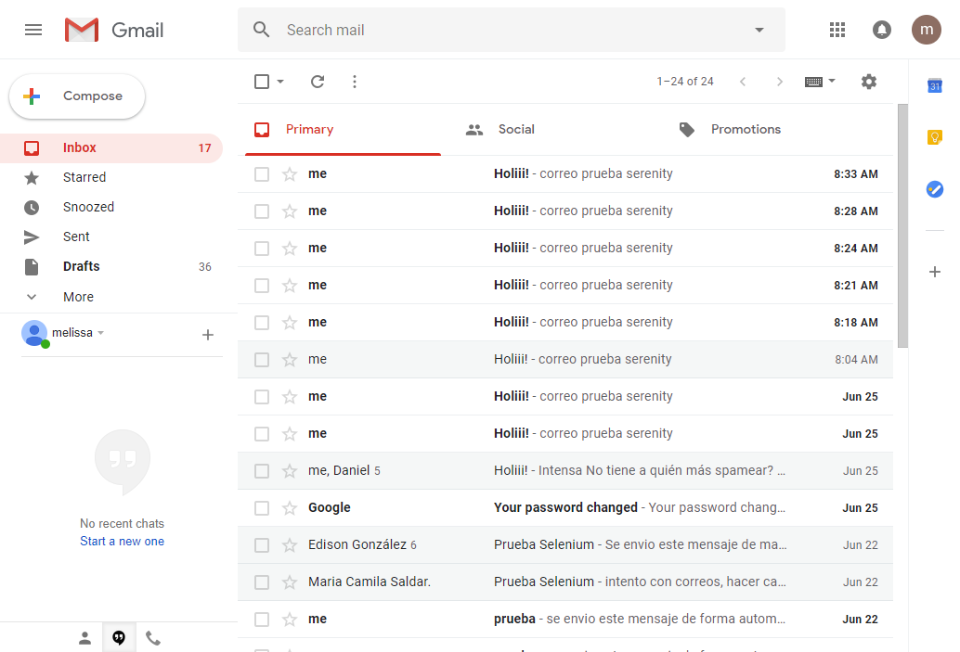 Gmail
Search mail
m
Compose
1–24 of 24
31
Inbox 17
Starred
Snoozed
Sent
Drafts 36
More
melissa
No recent chats
Start a new one
Primary Social Promotions
me Holiii! - correo prueba serenity 8:33 AM
me Holiii! - correo prueba serenity 8:28 AM
me Holiii! - correo prueba serenity 8:24 AM
me Holiii! - correo prueba serenity 8:21 AM
me Holiii! - correo prueba serenity 8:18 AM
me Holiii! - correo prueba serenity 8:04 AM
me Holiii! - correo prueba serenity Jun 25
me Holiii! - correo prueba serenity Jun 25
me, Daniel 5 Holiii! - Intensa No tiene a quién más spamear? ... Jun 25
Google Your password changed - Your password chang... Jun 25
Edison González 6 Prueba Selenium - Se envio este mensaje de ma... Jun 22
Maria Camila Saldar. Prueba Selenium - intento con correos, hacer ca... Jun 22
me prueba - se envio este mensaje de forma autom... Jun 22